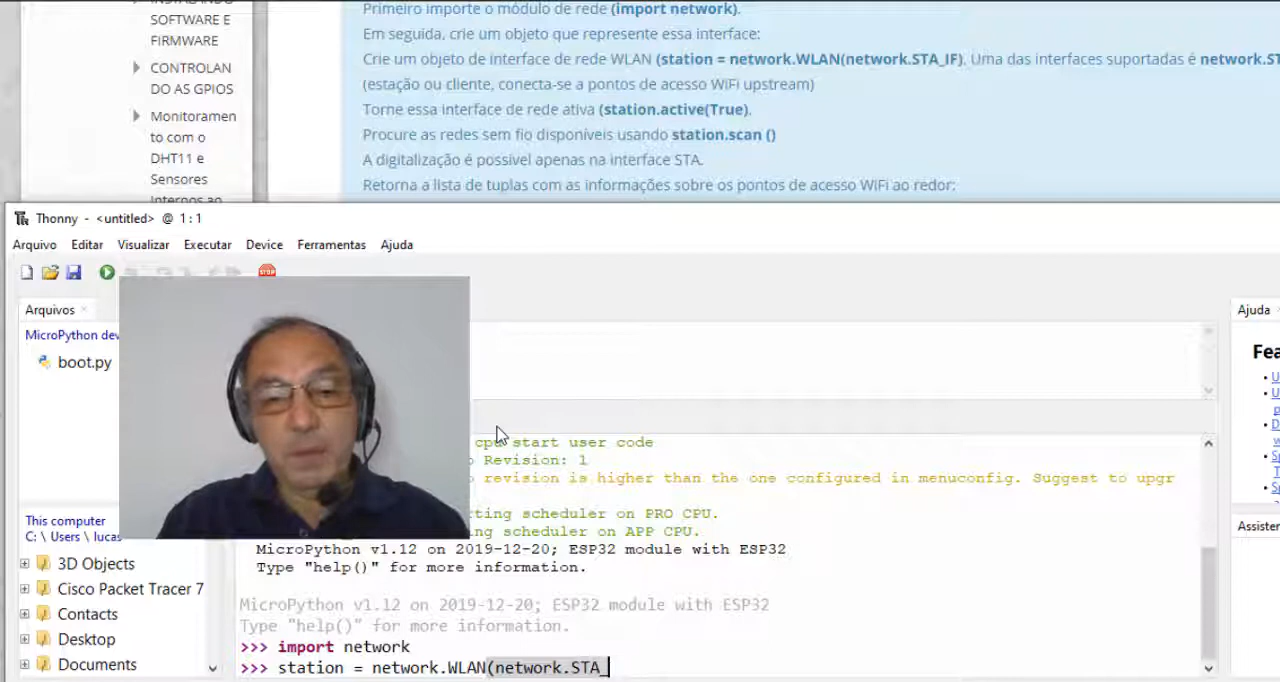 INSTALANDO
SOFTWARE E
FIRMWARE
CONTROLAN
DO AS GPIOS
Monitoramen
to com o
DHT11 e
Sensores
Internos ao
Primeiro importe o módulo de rede (import network).
Em seguida, crie um objeto que represente essa interface:
Crie um objeto de interface de rede WLAN (station = network.WLAN(network.STA_IF). Uma das interfaces suportadas é network.ST
(estação ou cliente, conecta-se a pontos de acesso WiFi upstream)
Torne essa interface de rede ativa (station.active(True).
Procure as redes sem fio disponíveis usando station.scan ()
A digitalização é possivel apenas na interface STA.
Retorna a lista de tuplas com as informações sobre os pontos de acesso WiFi ao redor:
Thonny - <untitled> @ 1 : 1
Arquivo Editar Visualizar Executar Device Ferramentas Ajuda
STOP
Arquivos
MicroPython dev
boot.py
This computer
C: \ Users \ lucas
3D Objects
Cisco Packet Tracer 7
Contacts
Desktop
Documents
cpu start user code
Revision: 1
revision is higher than the one configured in menuconfig. Suggest to upgr
ting scheduler on PRO CPU.
ng scheduler on APP CPU.
MicroPython v1.12 on 2019-12-20; ESP32 module with ESP32
Type "help()" for more information.
MicroPython v1.12 on 2019-12-20; ESP32 module with ESP32
Type "help()" for more information.
>>> import network
>>> station = network.WLAN(network.STA_
Ajuda
Fea
Assister